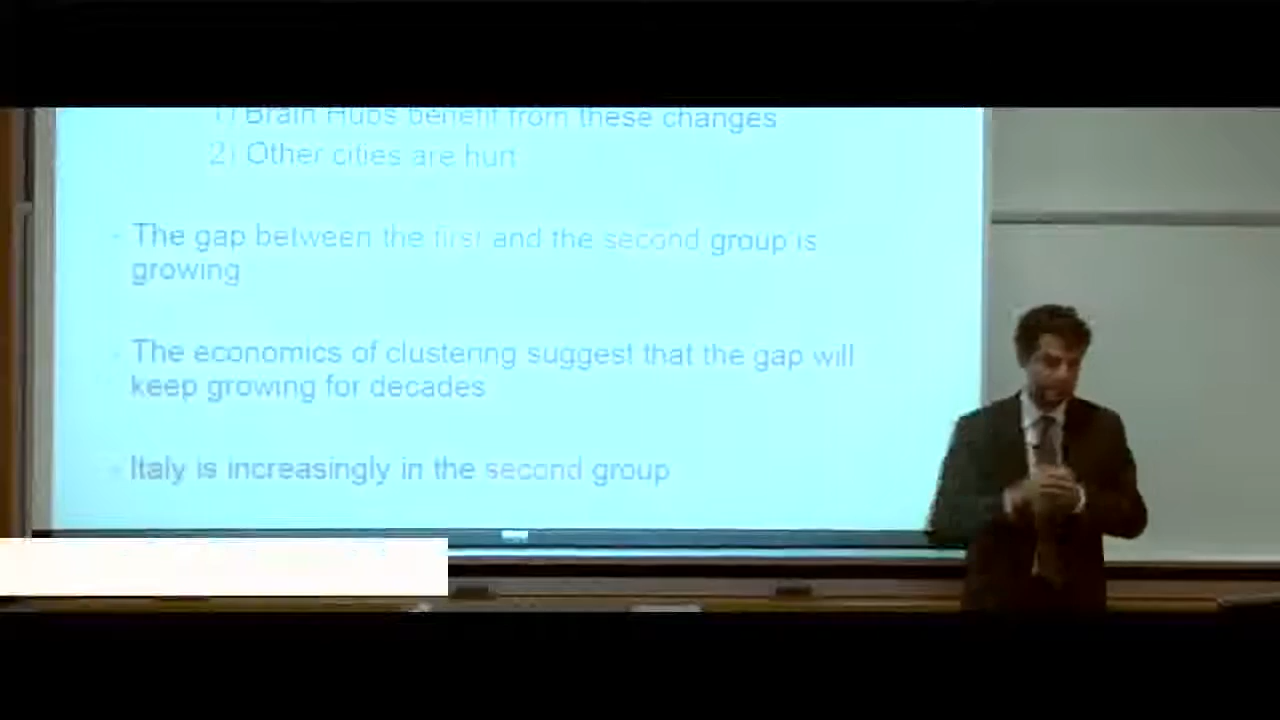 1) Brain Hubs benefit from these changes
2) Other cities are hurt
- The gap between the first and the second group is
growing
- The economics of clustering suggest that the gap will
keep growing for decades
- Italy is increasingly in the second group